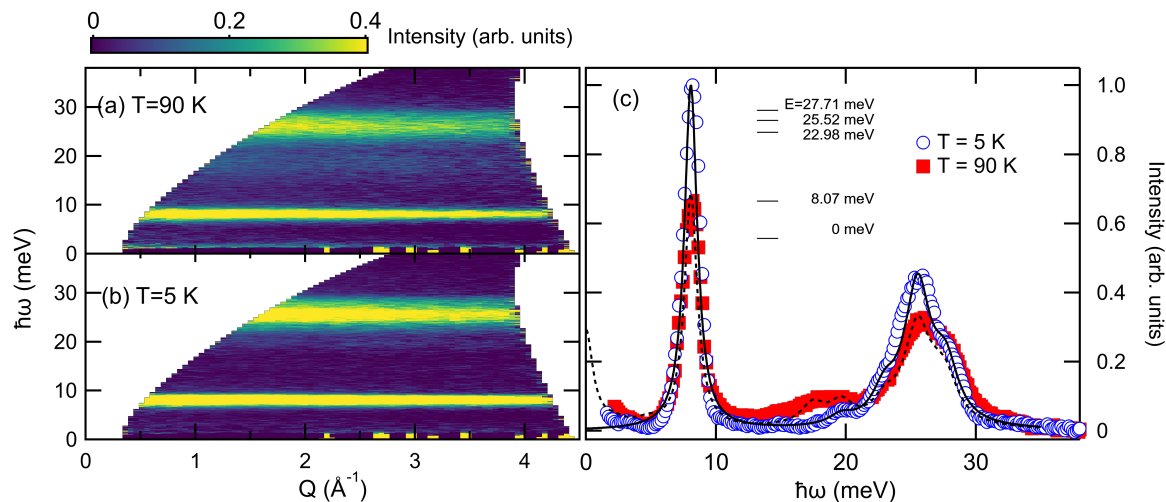 0 0.2 0.4
Intensity (arb. units)
(a) T=90 K
30
20
10
0
(b) T=5 K
30
20
10
0
ħω (meV)
0 1 2 3 4
Q (Å⁻¹)
(c)
E=27.71 meV
25.52 meV
22.98 meV
8.07 meV
0 meV
T = 5 K
T = 90 K
1.0
0.8
0.6
0.4
0.2
0
Intensity (arb. units)
0 10 20 30
ħω (meV)